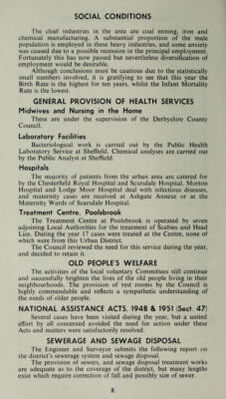 SOCIAL CONDITIONS
The chief industries in the area are coal mining, iron and
chemical manufacturing. A substantial proportion of the male
population is employed in these heavy industries, and some anxiety
was caused due to a possible recession in the principal employment.
Fortunately this has now passed but nevertheless diversification of
employment would be desirable.
Although conclusions must be cautious due to the statistically
small numbers involved, it is gratifying to see that this year the
Birth Rate is the highest for ten years, whilst the Infant Mortality
Rate is the lowest.
GENERAL PROVISION OF HEALTH SERVICES
Midwives and Nursing in the Home
These are under the supervision of the Derbyshire County
Council.
Laboratory Facilities
Bacteriological work is carried out by the Public Health
Laboratory Service at Sheffield. Chemical analyses are carried out
by the Public Analyst at Sheffield.
Hospitals
The majority of patients from the urban area are catered for
by the Chesterfield Royal Hospital and Scarsdale Hospital. Morton
Hospital and Lodge Moor Hospital deal with infectious diseases,
and maternity cases are received at Ashgate Annexe or at the
Maternity Wards of Scarsdale Hospital.
Treatment Centre, Poolsbrook
The Treatment Centre at Poolsbrook is operated by seven
adjoining Local Authorities for the treatment of Scabies and Head
Lice. During the year 17 cases were treated at the Centre, none of
which were from this Urban District.
The Council reviewed the need for this service during the year,
and decided to retain it.
OLD PEOPLE'S WELFARE
The activities of the local voluntary Committees still continue
and successfully brighten the lives of the old people living in their
neighbourhoods. The provision of rest rooms by the Council is
highly commendable and reflects a sympathetic understanding of
the needs of older people.
NATIONAL ASSISTANCE ACTS, 1948 & 1951 (Sect. 47)
Several cases have been visited during the year, but a united
effort by all concerned avoided the need for action under these
Acts and matters were satisfactorily resolved.
SEWERAGE AND SEWAGE DISPOSAL
The Engineer and Surveyor submits the following report on
the district's sewerage system and sewage disposal.
The provision of sewers, and sewage disposal treatment works
are adequate as to the coverage of the district, but many lengths
exist which require correction of fall and possibly size of sewer.
8